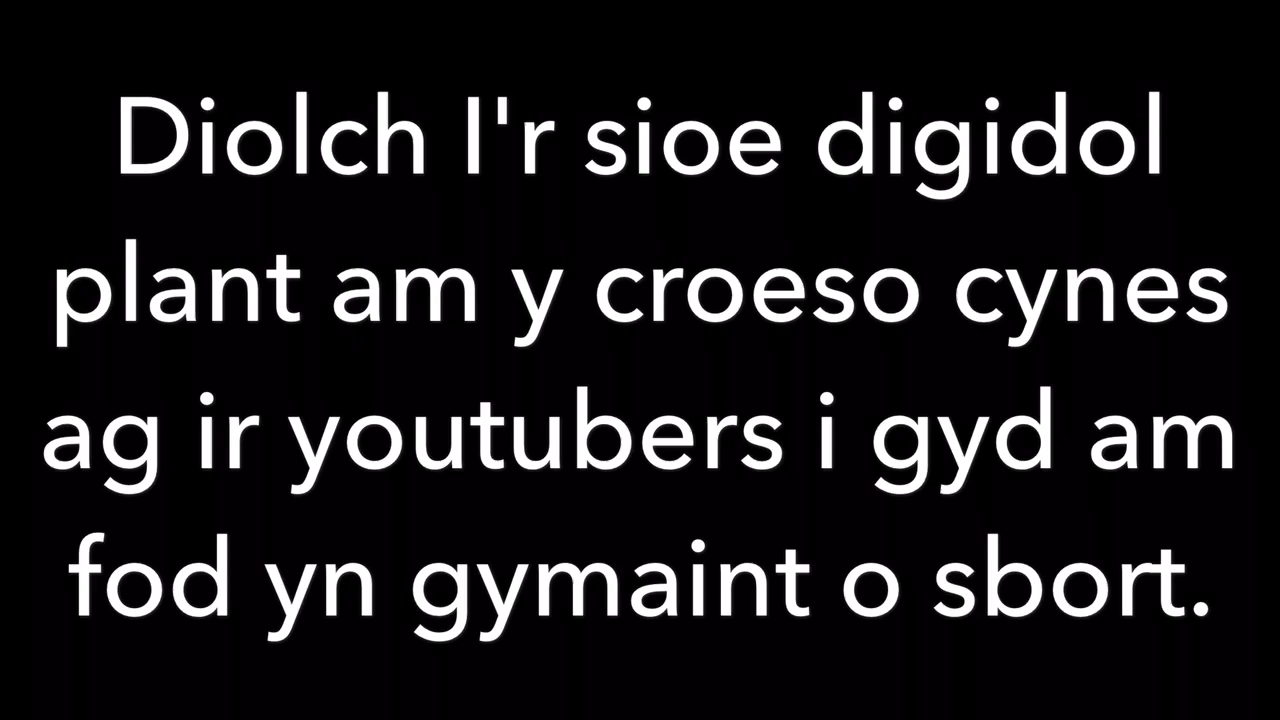 Diolch I'r sioe digidol
plant am y croeso cynes
ag ir youtubers i gyd am
fod yn gymaint o sbort.